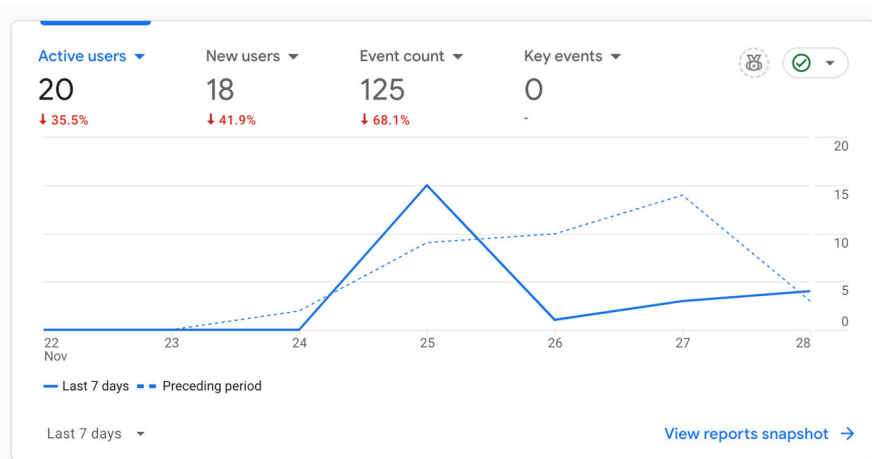 Active users New users Event count Key events
20 18 125 0
↓ 35.5% ↓ 41.9% ↓ 68.1% -
20
15
10
5
0
22 23 24 25 26 27 28
Nov
Last 7 days Preceding period
Last 7 days View reports snapshot →